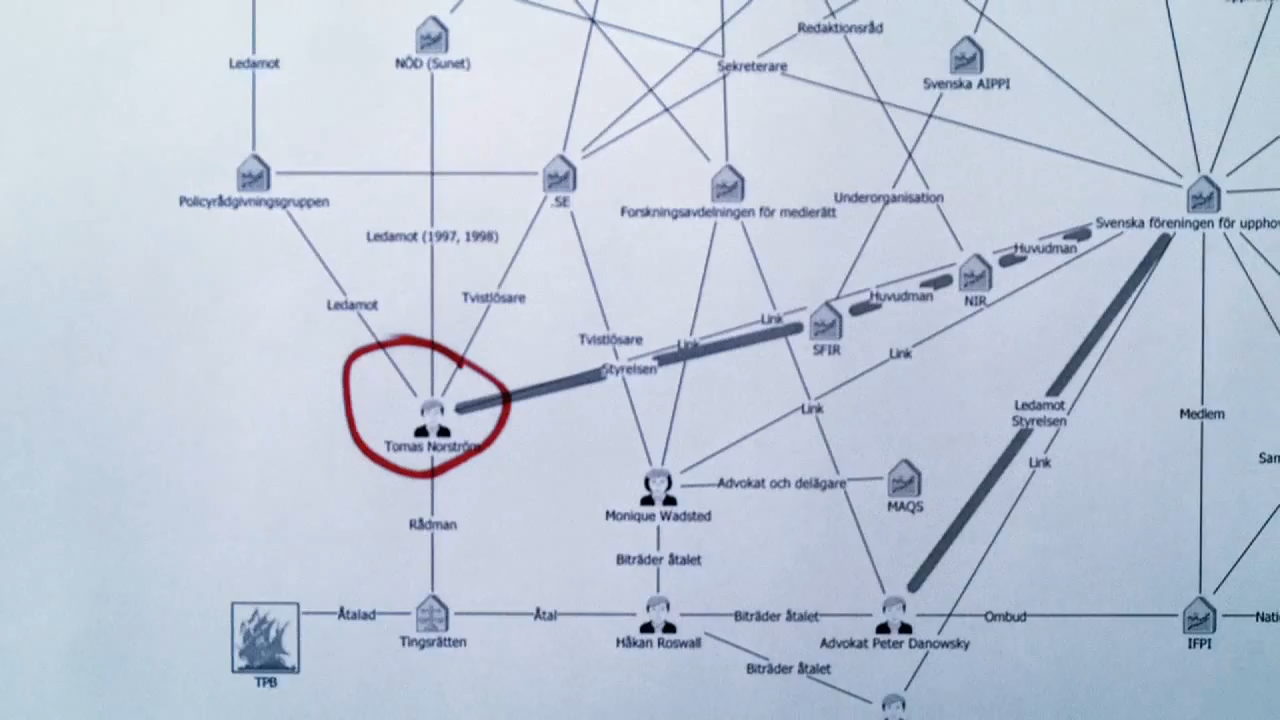 Redaktionsråd
Ledamot
NÖD (Sunet)
Sekreterare
Svenska AIPPI
Policyrådgivningsgruppen
.SE
Forskningsavdelningen för medierätt
Underorganisation
Svenska föreningen för upphov
Ledamot (1997, 1998)
Huvudman
Ledamot
Tvistlösare
Huvudman
NIR
Link
Tvistlösare
Link
SFIR
Link
Styrelsen
Link
Ledamot
Styrelsen
Medlem
Tomas Norström
Link
San
Advokat och delägare
MAQS
Monique Wadsted
Rådman
Biträder åtalet
Åtalad
Åtal
Biträder åtalet
Ombud
Nati
Tingsrätten
Håkan Roswall
Advokat Peter Danowsky
IFPI
Biträder åtalet
TPB